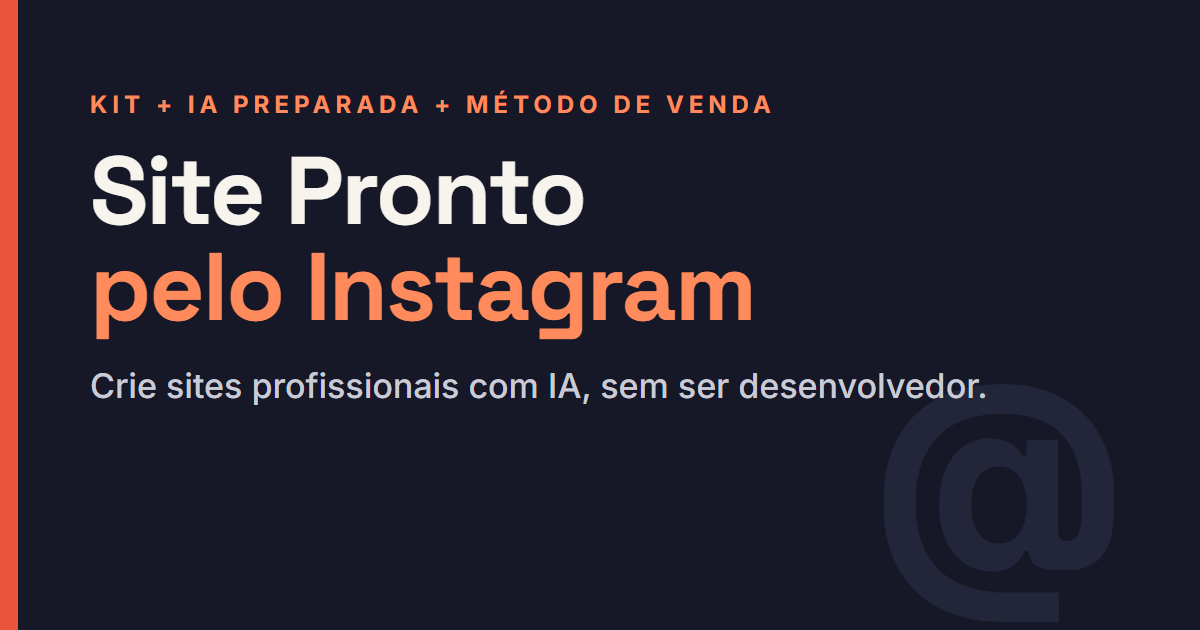 KIT + IA PREPARADA + MÉTODO DE VENDA
Site Pronto
pelo Instagram
Crie sites profissionais com IA, sem ser desenvolvedor.
@